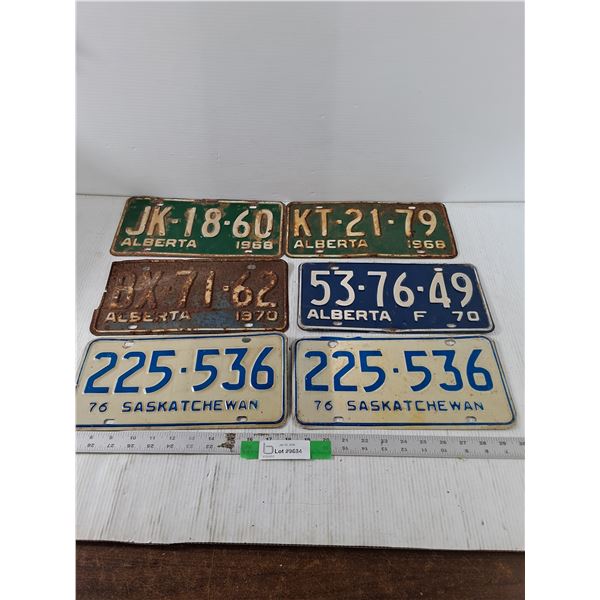 JK-18-60
ALBERTA 1968
KT-21-79
ALBERTA 1968
BX-71-62
ALBERTA 1970
53-76-49
ALBERTA F 70
225·536
76 SASKATCHEWAN
225·536
76 SASKATCHEWAN
Lot #9634